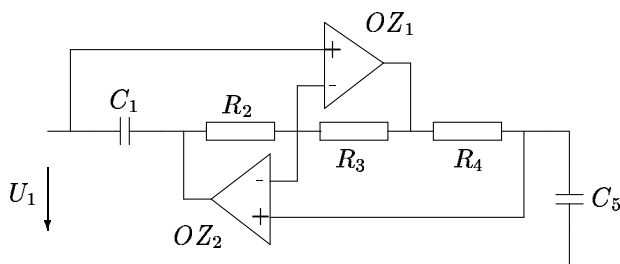 OZ₁
+
-
C₁
R₂
R₃
R₄
U₁
-
+
OZ₂
C₅